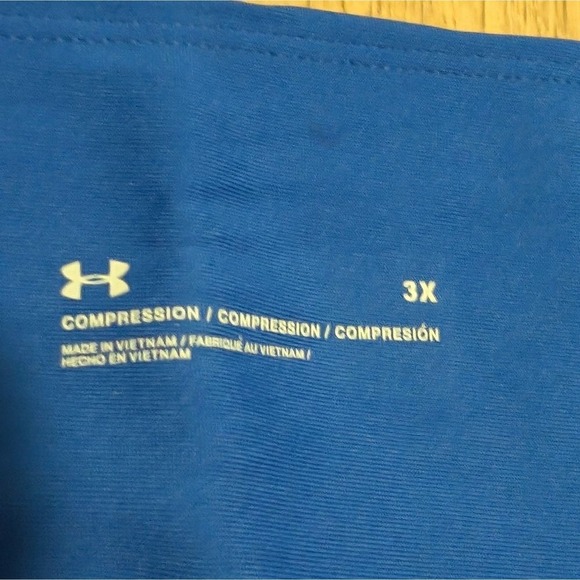 3X
COMPRESSION / COMPRESSION / COMPRESIÓN
MADE IN VIETNAM / FABRIQUÉ AU VIETNAM /
HECHO EN VIETNAM